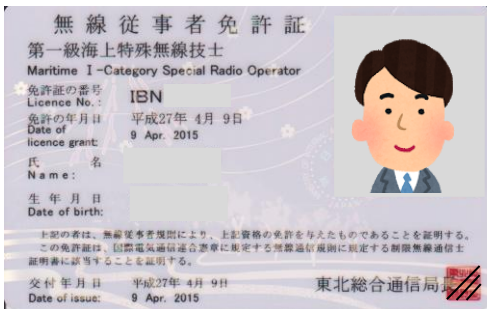 無線従事者免許証
第一級海上特殊無線技士
Maritime I-Category Special Radio Operator
免許証の番号 IBN
Licence No. :
免許の年月日 平成27年 4月 9日
Date of 9 Apr. 2015
licence grant:
氏 名
Name:
生年月日
Date of birth:
上記の者は、無線従事者規則により、上記資格の免許を与えたものであることを証明する。
この免許証は、国際電気通信連合憲章に規定する無線通信規則に規定する制限無線通信士
証明書に該当することを証明する。
交付年月日 平成27年 4月 9日 東北総合通信局長
Date of issue: 9 Apr. 2015